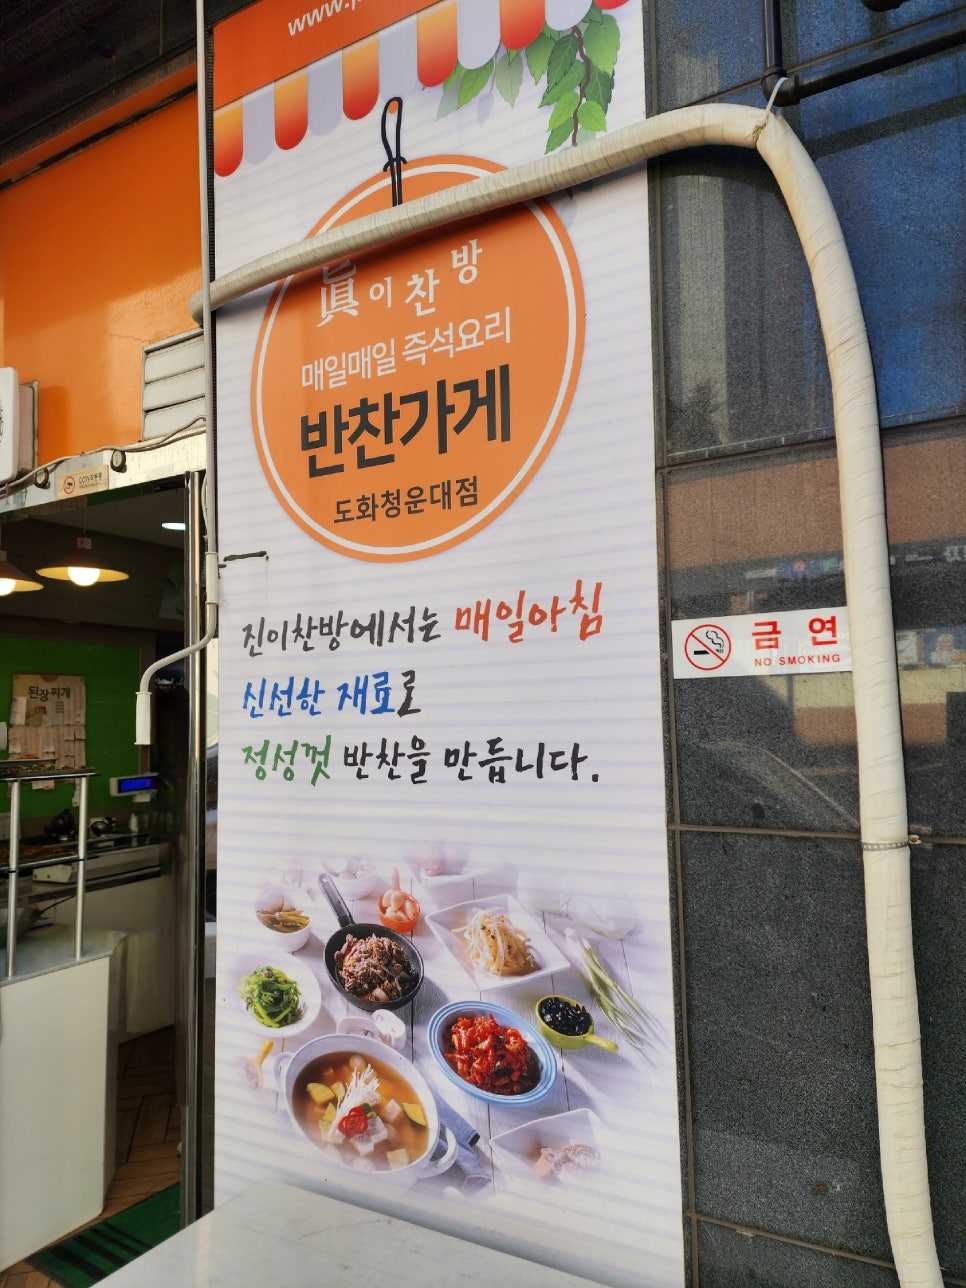 www.
眞이찬방
매일매일 즉석요리
반찬가게
도화청운대점
진이찬방에서는 매일아침
신선한 재료로
정성껏 반찬을 만듭니다.
금연
NO SMOKING
된장찌개